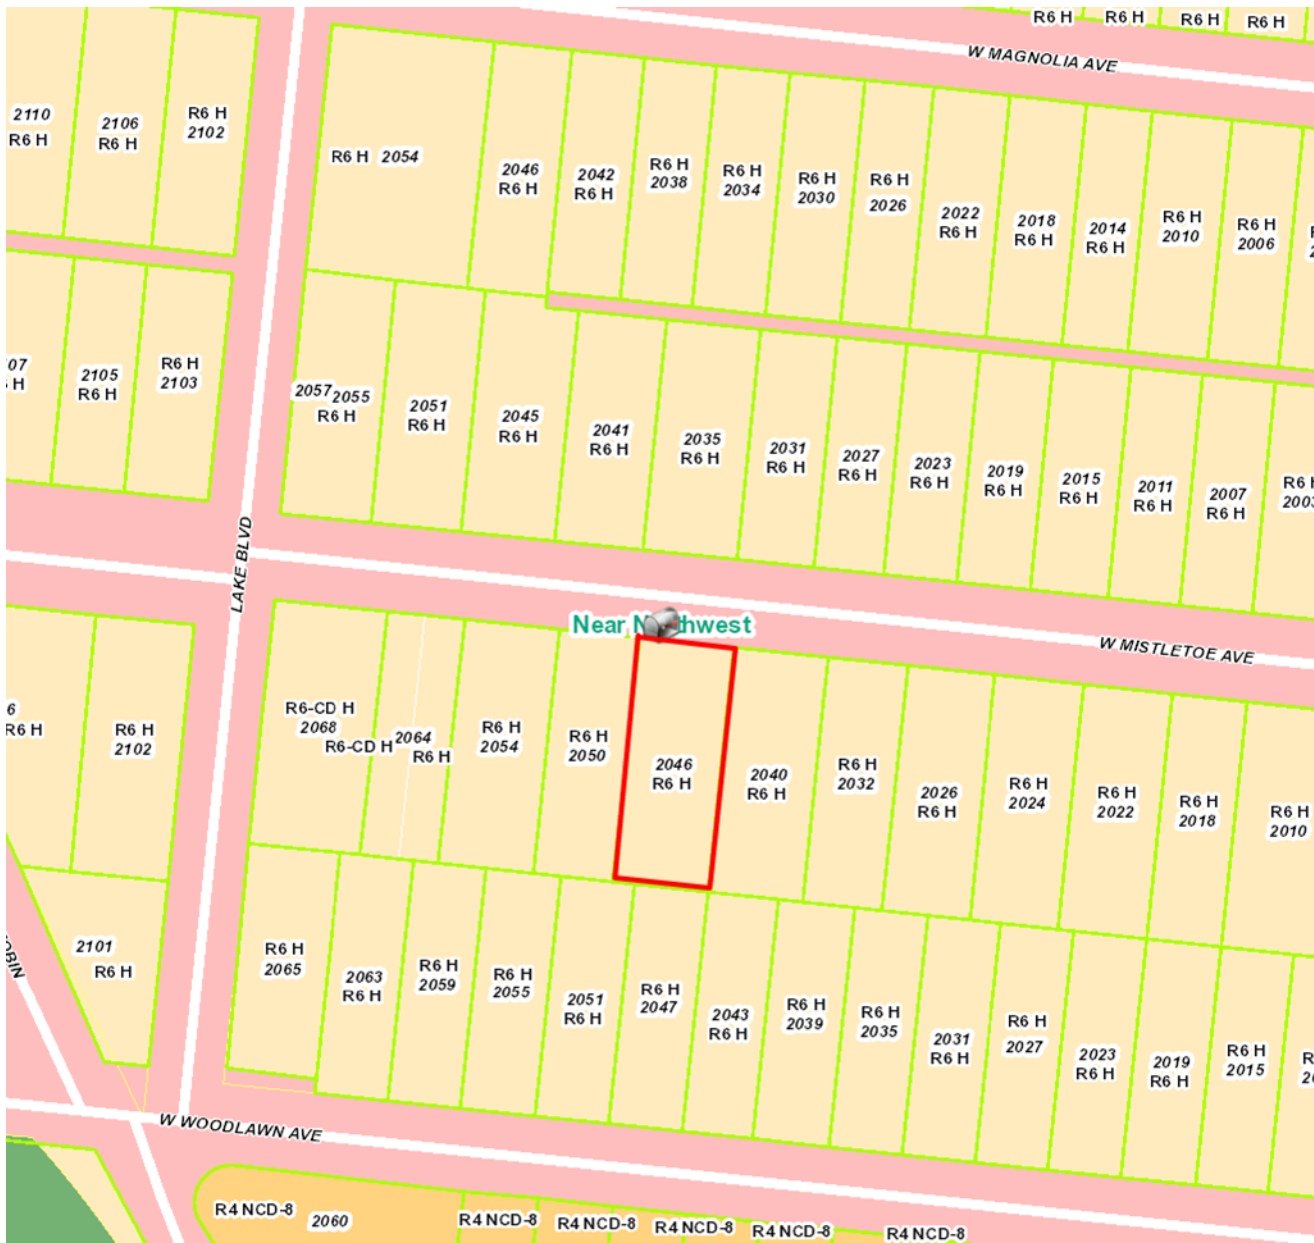 R6 H R6 H R6 H R6 H
W MAGNOLIA AVE
2110
R6 H
2106
R6 H
R6 H
2102
R6 H 2054
2046
R6 H
2042
R6 H
R6 H
2038
R6 H
2034
R6 H
2030
R6 H
2026
2022
R6 H
2018
R6 H
2014
R6 H
R6 H
2010
R6 H
2006
2105
R6 H
R6 H
2103
2057 2055
R6 H
2051
R6 H
2045
R6 H
2041
R6 H
2035
R6 H
2031
R6 H
2027
R6 H
2023
R6 H
2019
R6 H
2015
R6 H
2011
R6 H
2007
R6 H
R6 H
2003
LAKE BLVD
Near N thwest
W MISTLETOE AVE
6
R6 H
R6 H
2102
R6-CD H
2068
R6-CD H
2064
R6 H
R6 H
2054
R6 H
2050
2046
R6 H
2040
R6 H
R6 H
2032
2026
R6 H
R6 H
2024
R6 H
2022
R6 H
2018
R6 H
2010
2101
R6 H
OBIN
R6 H
2065
2063
R6 H
R6 H
2059
R6 H
2055
2051
R6 H
R6 H
2047
2043
R6 H
R6 H
2039
R6 H
2035
2031
R6 H
R6 H
2027
2023
R6 H
2019
R6 H
R6 H
2015
W WOODLAWN AVE
R4 NCD-8
2060
R4 NCD-8 R4 NCD-8 R4 NCD-8 R4 NCD-8 R4 NCD-8